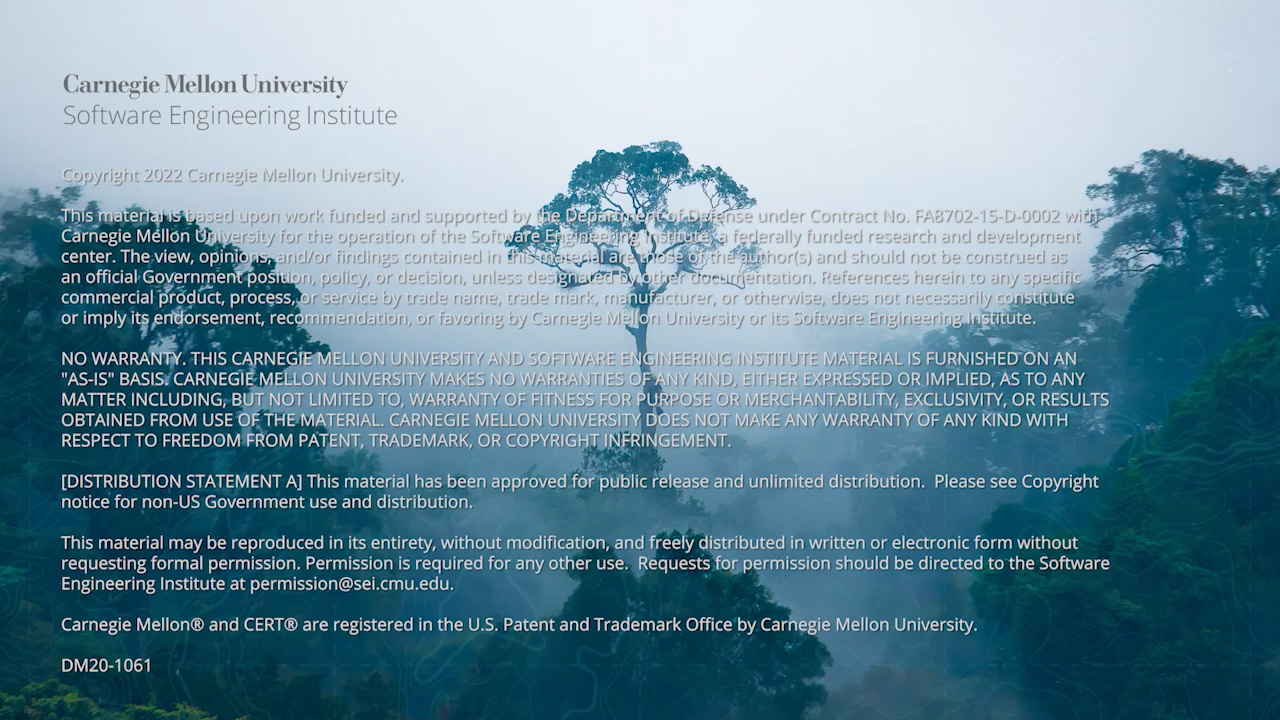 Carnegie Mellon University
Software Engineering Institute
Copyright 2022 Carnegie Mellon University.
This material is based upon work funded and supported by the Department of Defense under Contract No. FA8702-15-D-0002 with
Carnegie Mellon University for the operation of the Software Engineering Institute, a federally funded research and development
center. The view, opinions, and/or findings contained in this material are those of the author(s) and should not be construed as
an official Government position, policy, or decision, unless designated by other documentation. References herein to any specific
commercial product, process, or service by trade name, trade mark, manufacturer, or otherwise, does not necessarily constitute
or imply its endorsement, recommendation, or favoring by Carnegie Mellon University or its Software Engineering Institute.
NO WARRANTY. THIS CARNEGIE MELLON UNIVERSITY AND SOFTWARE ENGINEERING INSTITUTE MATERIAL IS FURNISHED ON AN
"AS-IS" BASIS. CARNEGIE MELLON UNIVERSITY MAKES NO WARRANTIES OF ANY KIND, EITHER EXPRESSED OR IMPLIED, AS TO ANY
MATTER INCLUDING, BUT NOT LIMITED TO, WARRANTY OF FITNESS FOR PURPOSE OR MERCHANTABILITY, EXCLUSIVITY, OR RESULTS
OBTAINED FROM USE OF THE MATERIAL. CARNEGIE MELLON UNIVERSITY DOES NOT MAKE ANY WARRANTY OF ANY KIND WITH
RESPECT TO FREEDOM FROM PATENT, TRADEMARK, OR COPYRIGHT INFRINGEMENT.
[DISTRIBUTION STATEMENT A] This material has been approved for public release and unlimited distribution.  Please see Copyright
notice for non-US Government use and distribution.
This material may be reproduced in its entirety, without modification, and freely distributed in written or electronic form without
requesting formal permission. Permission is required for any other use.  Requests for permission should be directed to the Software
Engineering Institute at permission@sei.cmu.edu.
Carnegie Mellon® and CERT® are registered in the U.S. Patent and Trademark Office by Carnegie Mellon University.
DM20-1061